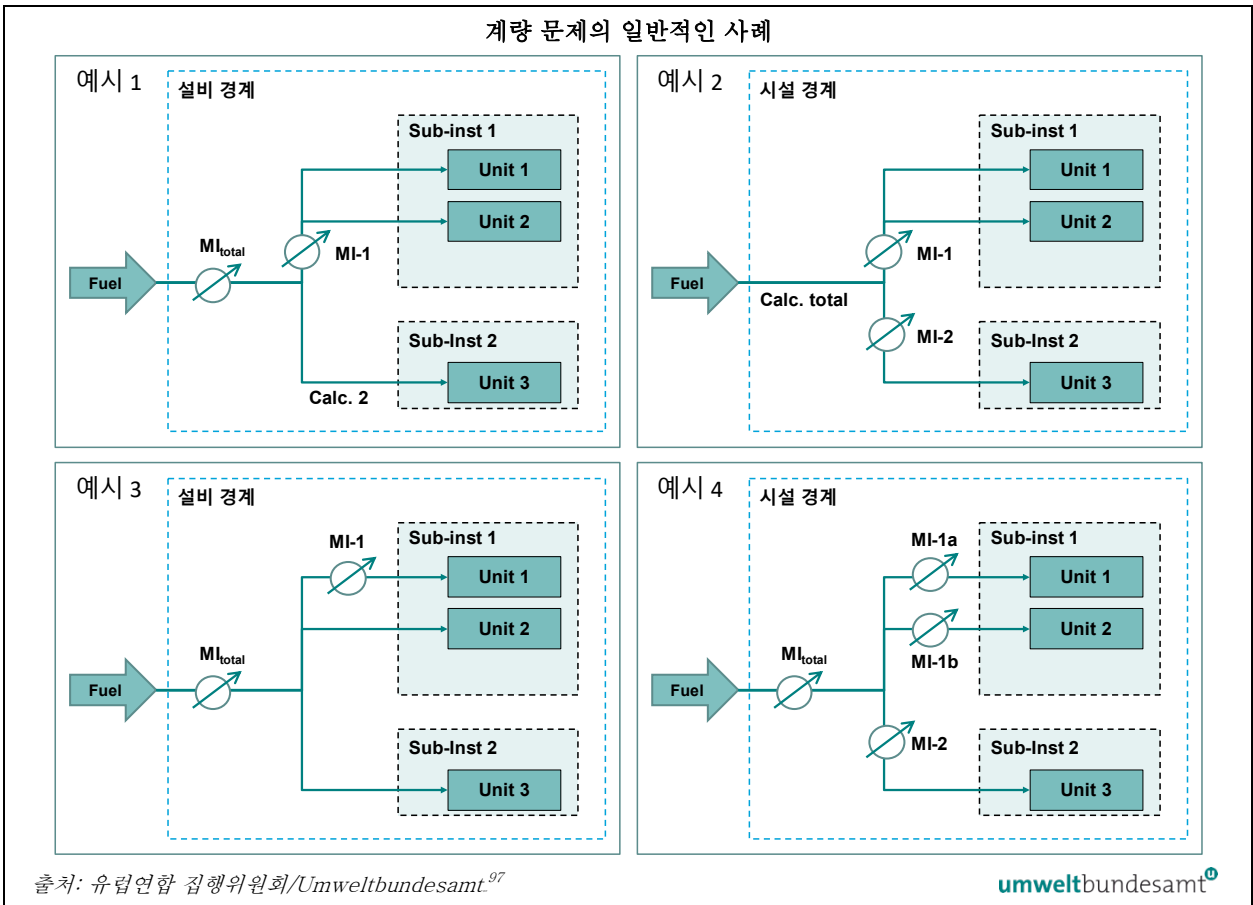 계량 문제의 일반적인 사례
예시 1
설비 경계
Sub-inst 1
Unit 1
Unit 2
MItotal
MI-1
Fuel
Sub-Inst 2
Unit 3
Calc. 2
예시 2
시설 경계
Sub-inst 1
Unit 1
Unit 2
MI-1
Fuel
Calc. total
MI-2
Sub-Inst 2
Unit 3
예시 3
설비 경계
MI-1
Sub-inst 1
Unit 1
Unit 2
MItotal
Fuel
Sub-Inst 2
Unit 3
예시 4
시설 경계
MI-1a
Sub-inst 1
Unit 1
Unit 2
MI-1b
MItotal
Fuel
MI-2
Sub-Inst 2
Unit 3
출처: 유럽연합 집행위원회/Umweltbundesamt.97
umweltbundesamt